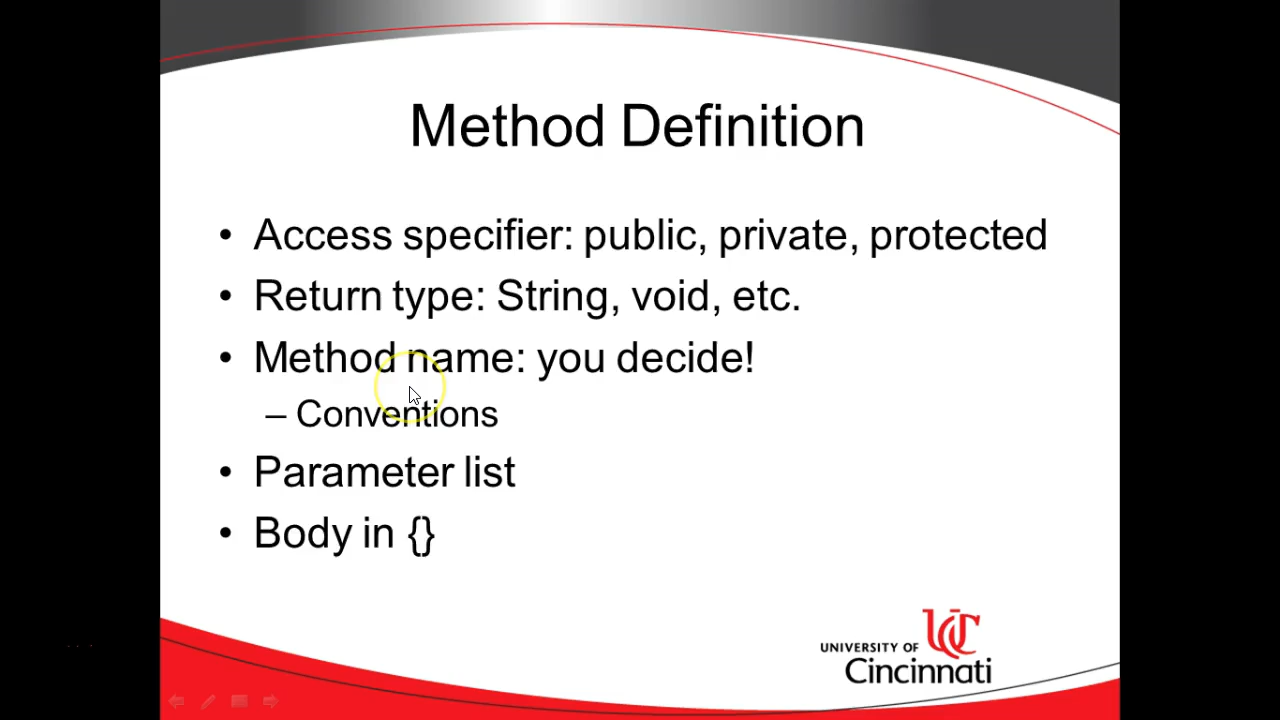 Method Definition
• Access specifier: public, private, protected
• Return type: String, void, etc.
• Method name: you decide!
– Conventions
• Parameter list
• Body in {}
UC
UNIVERSITY OF
Cincinnati